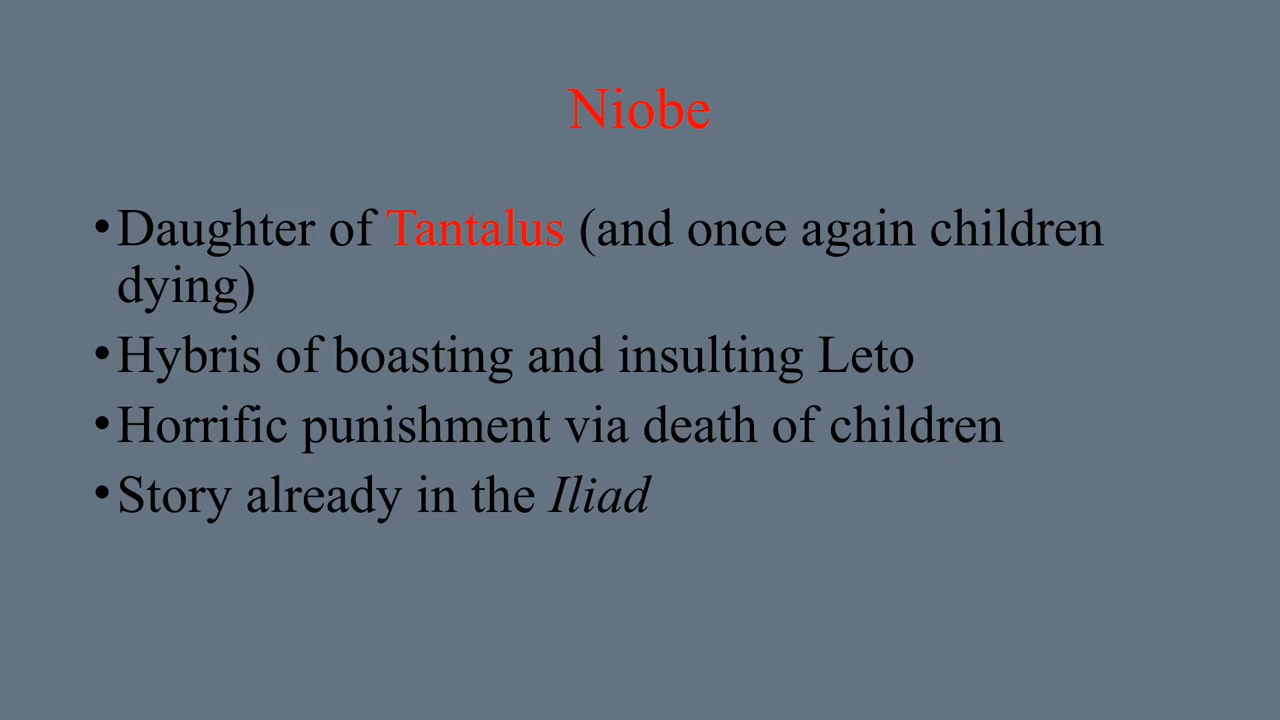 Niobe
•Daughter of Tantalus (and once again children
dying)
•Hybris of boasting and insulting Leto
•Horrific punishment via death of children
•Story already in the Iliad